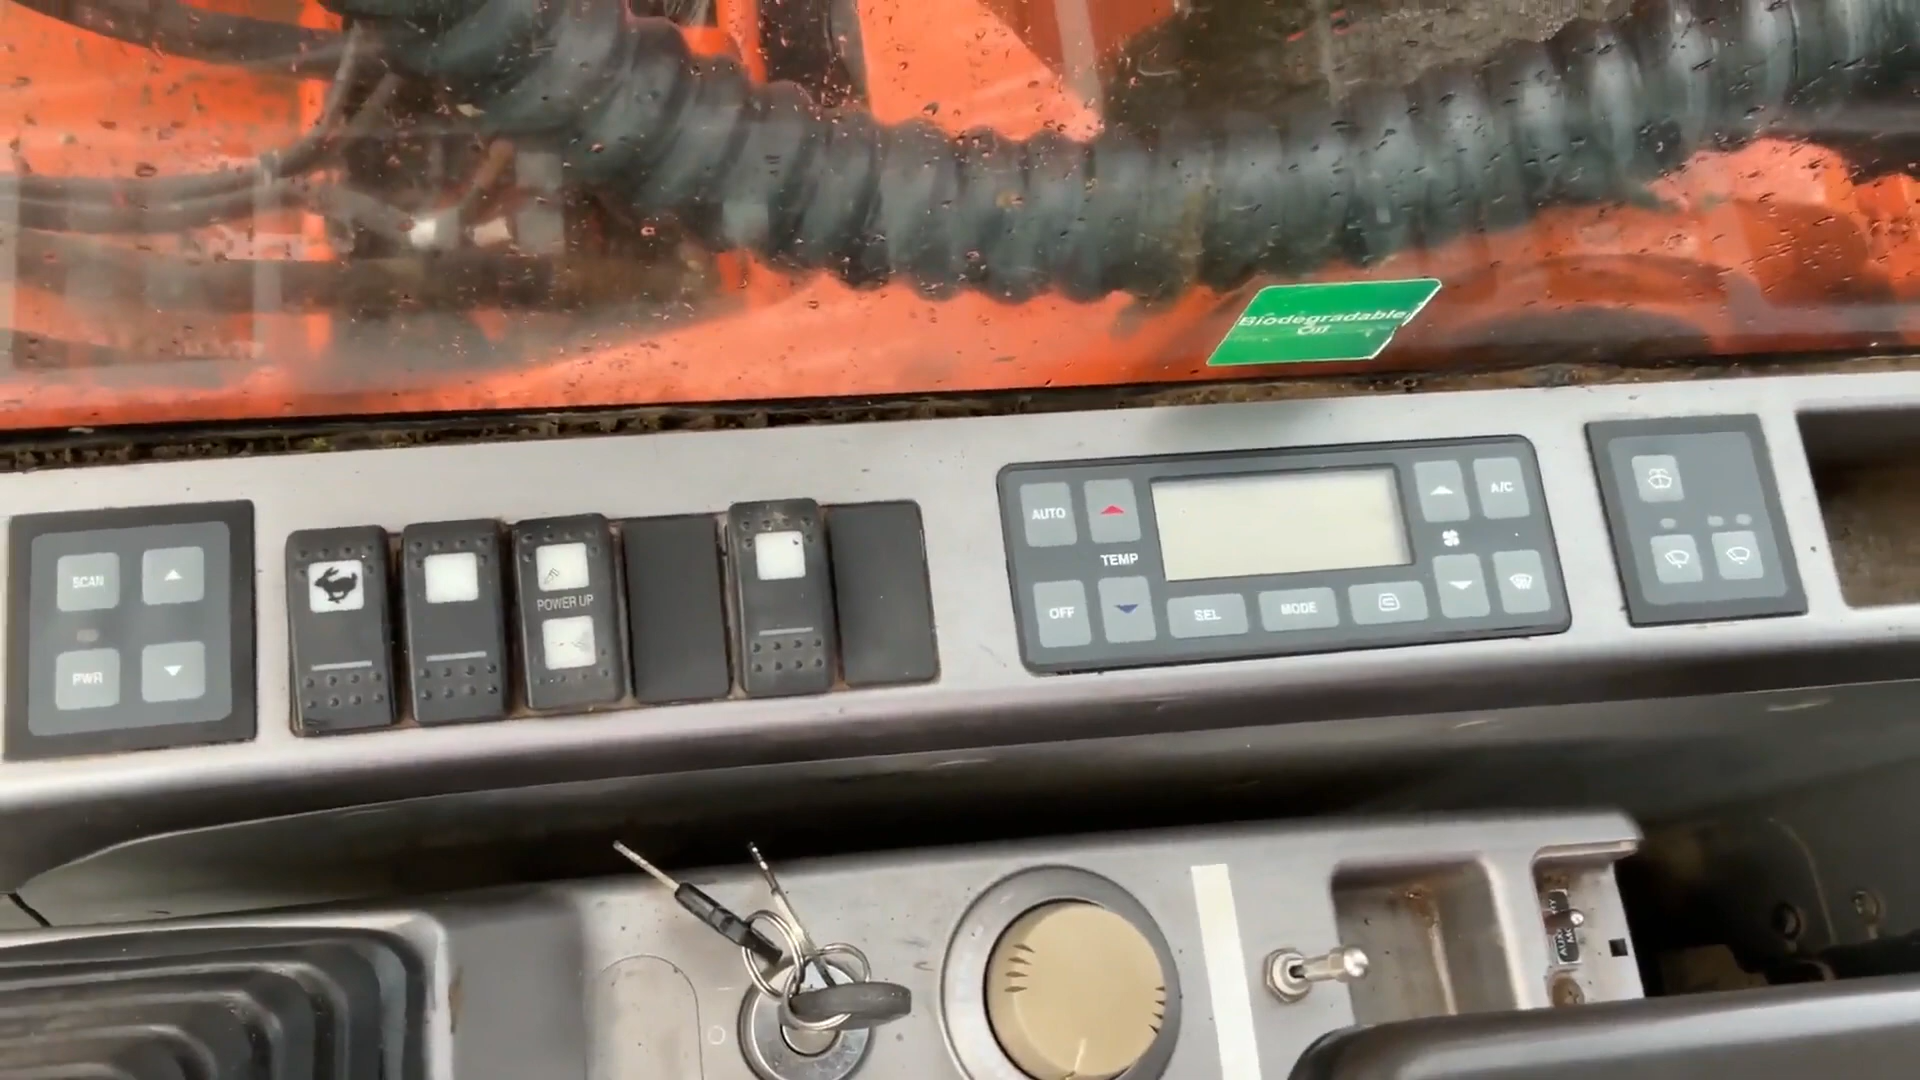 Biodegradable
Oil
SCAN
PWR
POWER UP
AUTO
TEMP
OFF
SEL
MODE
A/C